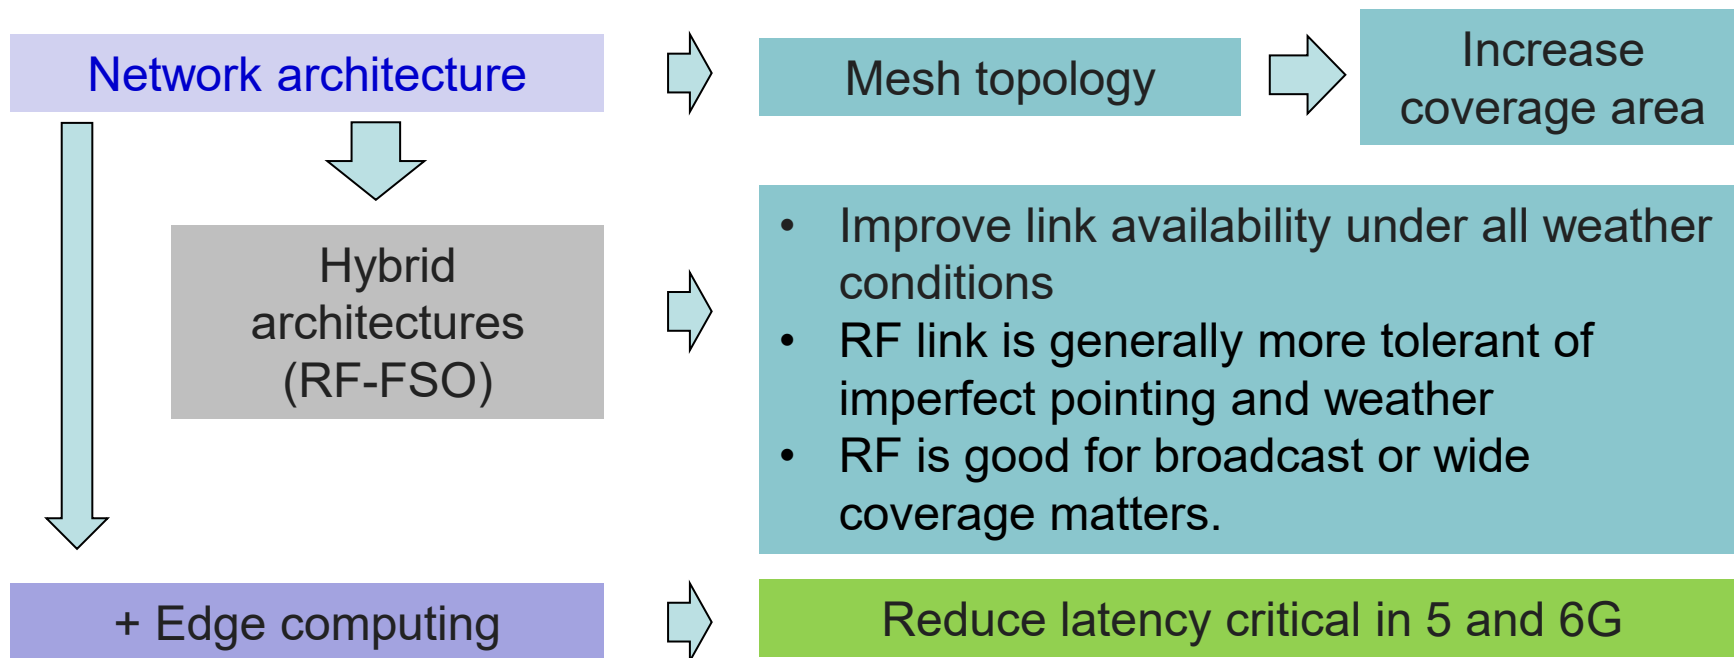 Network architecture
Mesh topology
Increase
coverage area
Hybrid
architectures
(RF-FSO)
• Improve link availability under all weather
conditions
• RF link is generally more tolerant of
imperfect pointing and weather
• RF is good for broadcast or wide
coverage matters.
+ Edge computing
Reduce latency critical in 5 and 6G